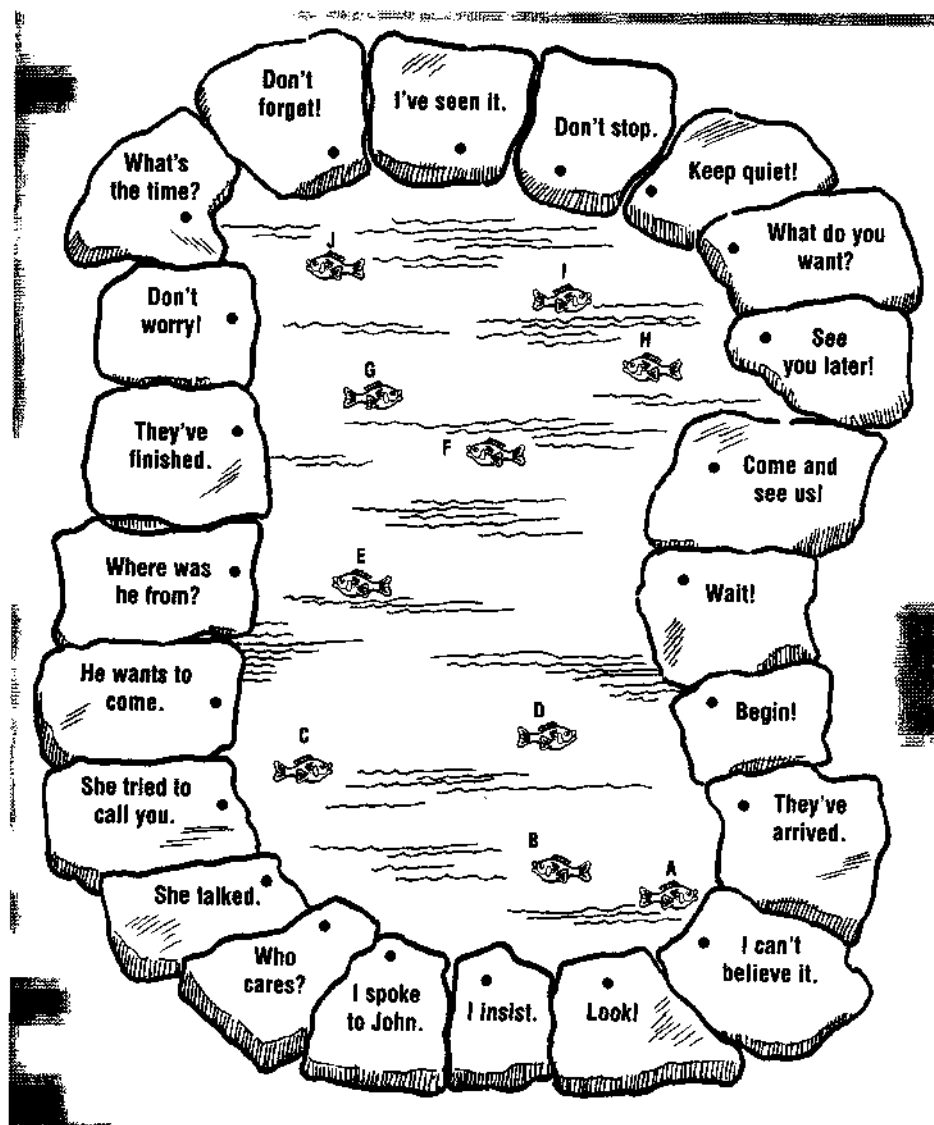 Don't
forget!
I've seen it.
Don't stop.
Keep quiet!
What do you
want?
See
you later!
Come and
see us!
Wait!
Begin!
They've
arrived.
I can't
believe it.
Look!
I insist.
I spoke
to John.
Who
cares?
She talked.
She tried to
call you.
He wants to
come.
Where was
he from?
They've
finished.
Don't
worry!
What's
the time?
J
I
H
G
F
E
D
C
B
A